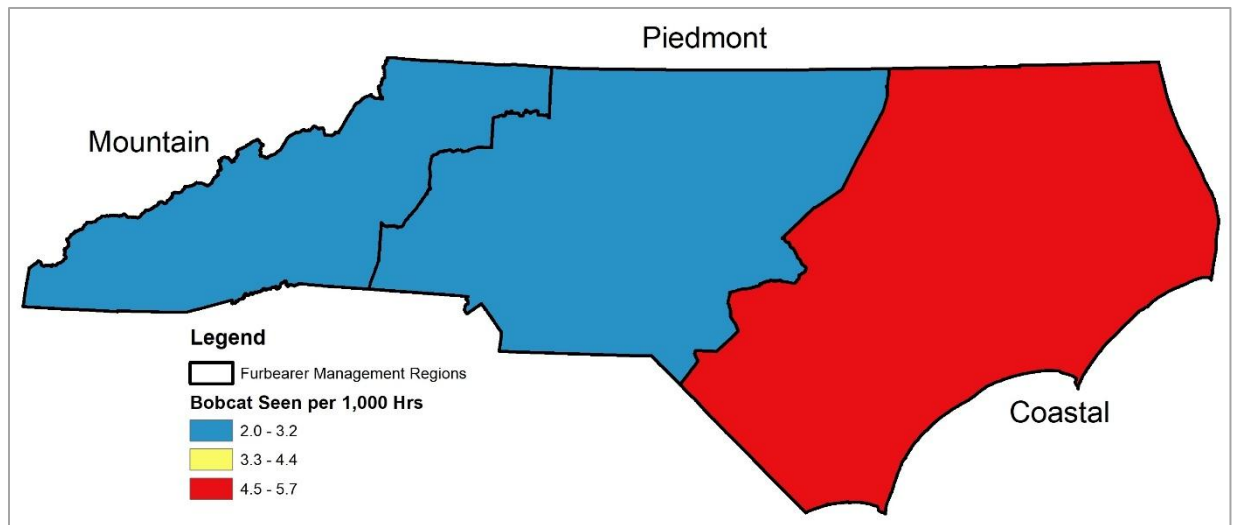 Piedmont
Mountain
Coastal
Legend
Furbearer Management Regions
Bobcat Seen per 1,000 Hrs
2.0 - 3.2
3.3 - 4.4
4.5 - 5.7